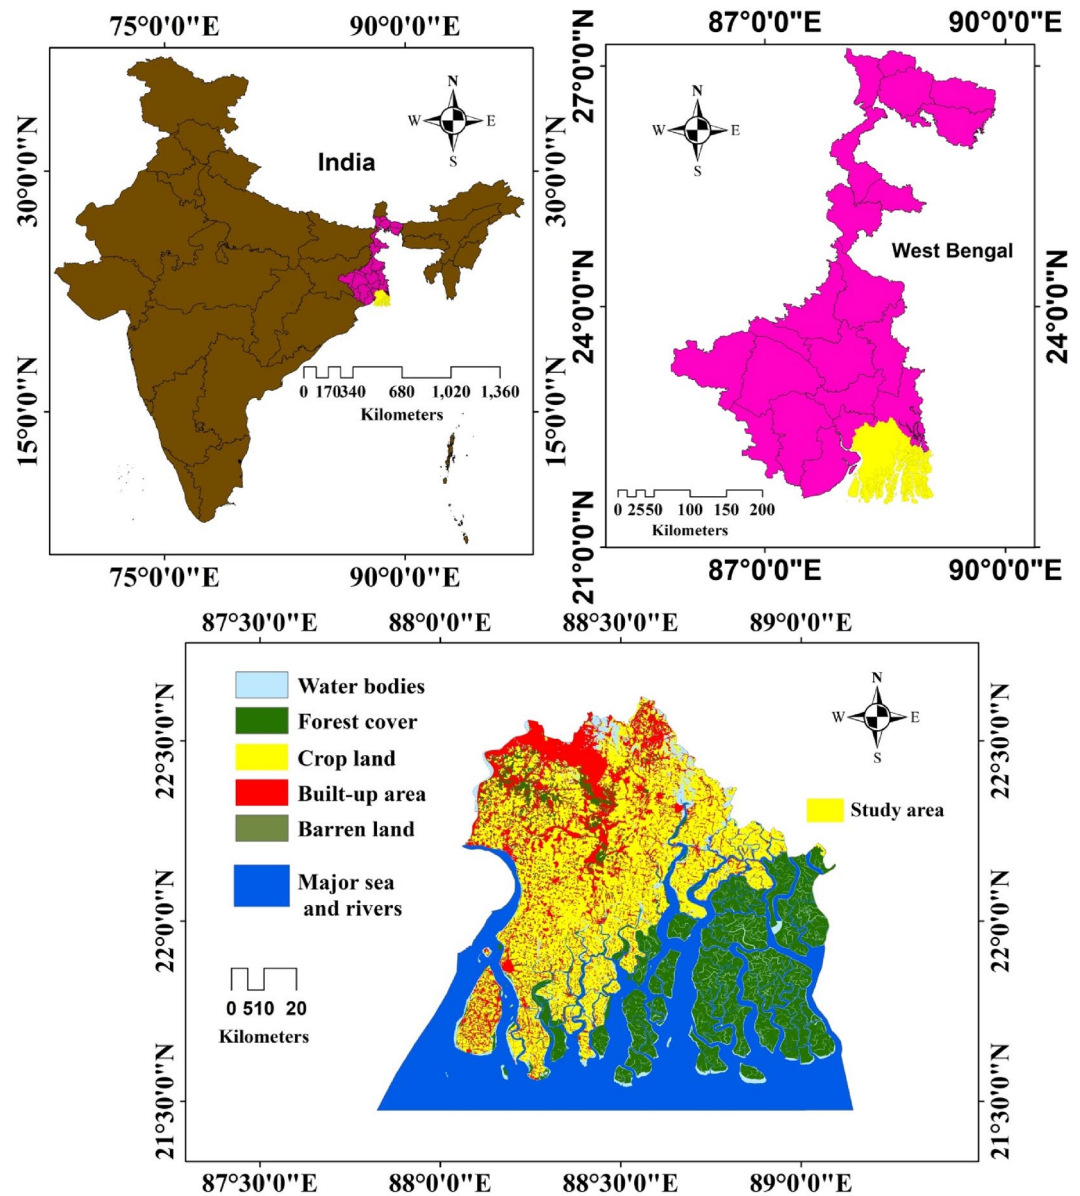 75°0'0"E 90°0'0"E
N
W E
S
India
30°0'0"N
15°0'0"N
30°0'0"N
15°0'0"N
0 170340 680 1,020 1,360
Kilometers
75°0'0"E 90°0'0"E
87°0'0"E 90°0'0"E
27°0'0"N
24°0'0"N
21°0'0"N
24°0'0"N
N
W E
S
West Bengal
0 2550 100 150 200
Kilometers
87°0'0"E 90°0'0"E
87°30'0"E 88°0'0"E 88°30'0"E 89°0'0"E
22°30'0"N
22°0'0"N
21°30'0"N
22°30'0"N
22°0'0"N
21°30'0"N
Water bodies
Forest cover
Crop land
Built-up area
Barren land
Major sea
and rivers
N
W E
S
Study area
0 510 20
Kilometers
87°30'0"E 88°0'0"E 88°30'0"E 89°0'0"E